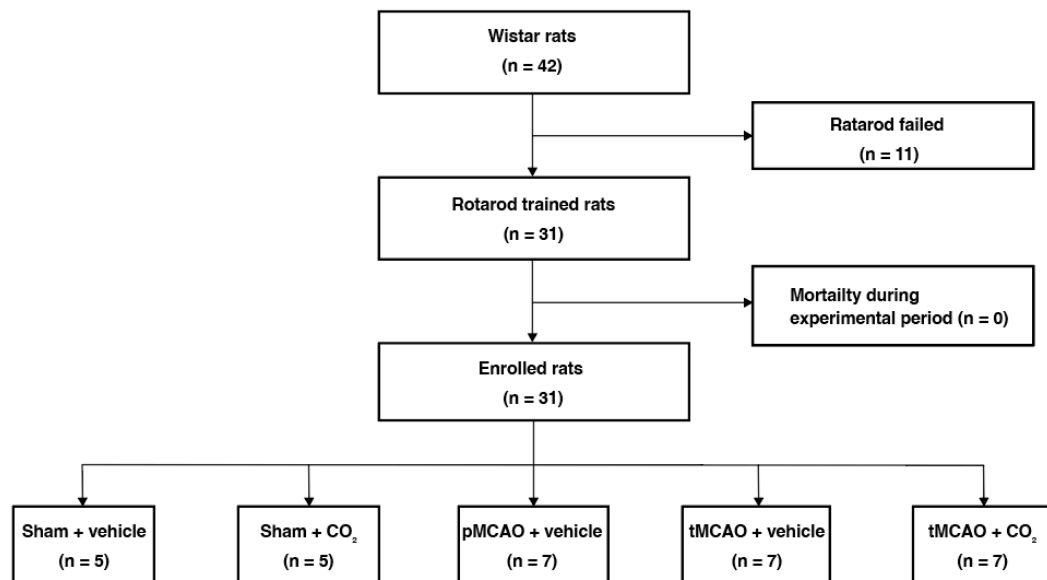 Wistar rats
(n = 42)
Ratarod failed
(n = 11)
Rotarod trained rats
(n = 31)
Mortailty during
experimental period (n = 0)
Enrolled rats
(n = 31)
Sham + vehicle
(n = 5)
Sham + CO₂
(n = 5)
pMCAO + vehicle
(n = 7)
tMCAO + vehicle
(n = 7)
tMCAO + CO₂
(n = 7)